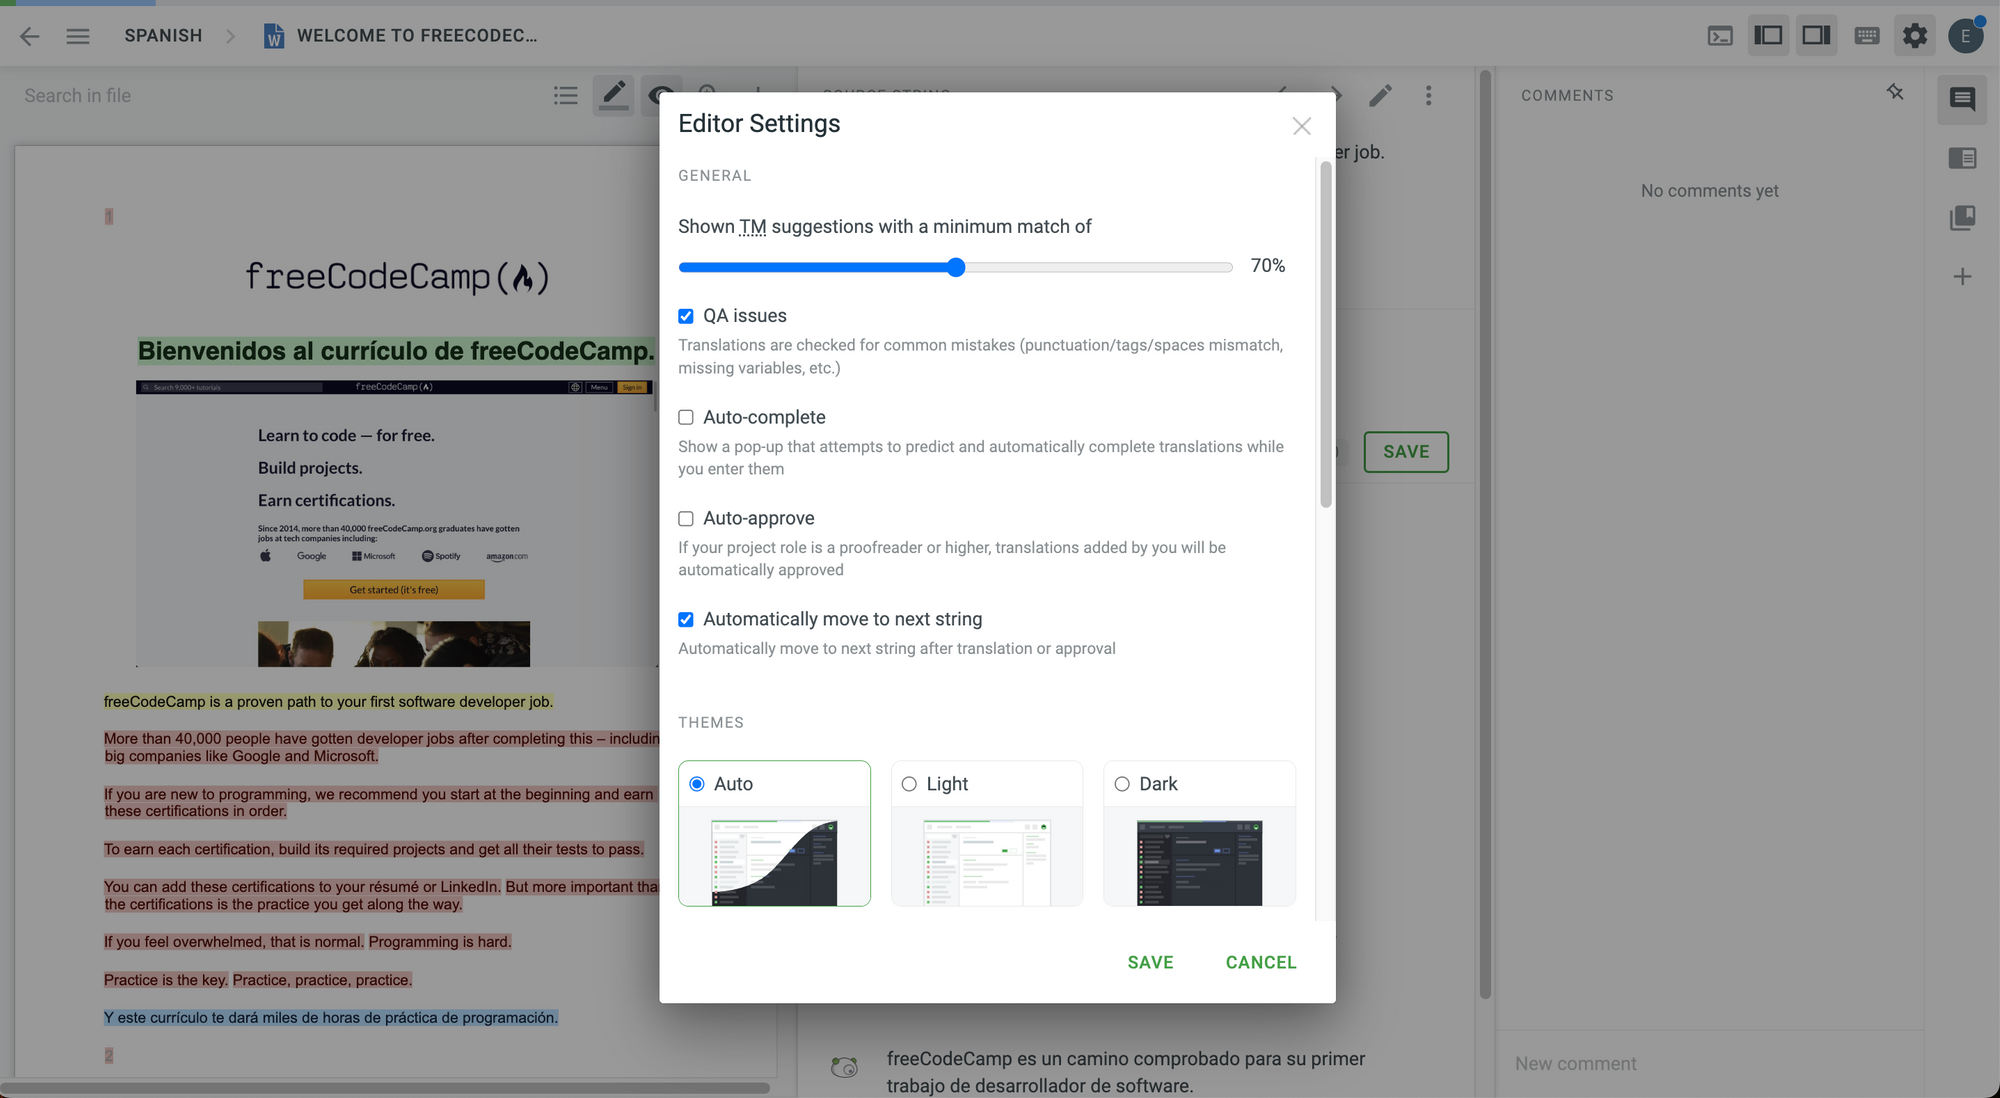 SPANISH
WELCOME TO FREECODEC...
E
Search in file
1
freeCodeCamp
Bienvenidos al currículo de freeCodeCamp.
Search 9,000+ tutorials
freeCodeCamp
Menu
Sign in
Learn to code — for free.
Build projects.
Earn certifications.
Since 2014, more than 40,000 freeCodeCamp.org graduates have gotten
jobs at tech companies including:
Google
Microsoft
Spotify
amazon.com
Get started (it's free)
freeCodeCamp is a proven path to your first software developer job.
More than 40,000 people have gotten developer jobs after completing this – includin
big companies like Google and Microsoft.
If you are new to programming, we recommend you start at the beginning and earn
these certifications in order.
To earn each certification, build its required projects and get all their tests to pass.
You can add these certifications to your résumé or LinkedIn. But more important tha
the certifications is the practice you get along the way.
If you feel overwhelmed, that is normal. Programming is hard.
Practice is the key. Practice, practice, practice.
Y este currículo te dará miles de horas de práctica de programación.
2
SOURCE STRING
er job.
SAVE
Editor Settings
GENERAL
Shown TM suggestions with a minimum match of
70%
QA issues
Translations are checked for common mistakes (punctuation/tags/spaces mismatch,
missing variables, etc.)
Auto-complete
Show a pop-up that attempts to predict and automatically complete translations while
you enter them
Auto-approve
If your project role is a proofreader or higher, translations added by you will be
automatically approved
Automatically move to next string
Automatically move to next string after translation or approval
THEMES
Auto
Light
Dark
SAVE
CANCEL
freeCodeCamp es un camino comprobado para su primer
trabajo de desarrollador de software.
COMMENTS
No comments yet
New comment